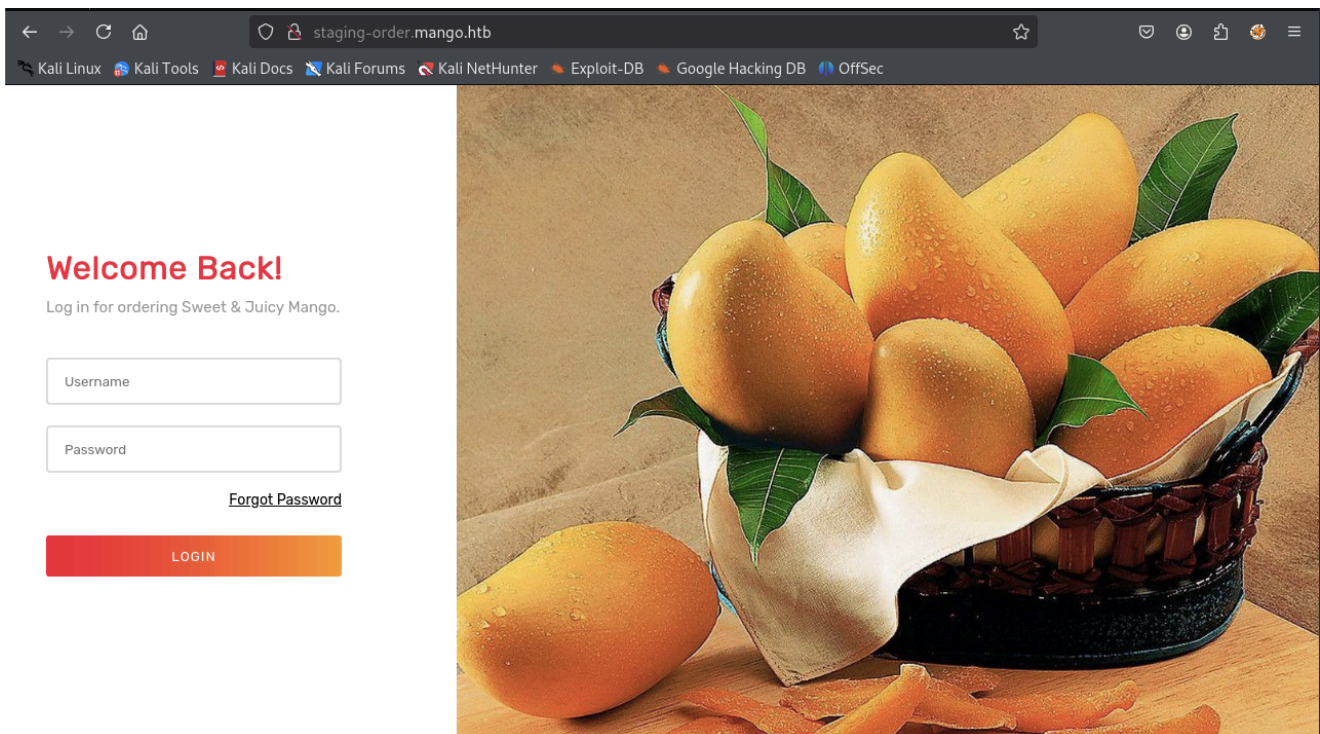 staging-order.mango.htb
Kali Linux Kali Tools Kali Docs Kali Forums Kali NetHunter Exploit-DB Google Hacking DB OffSec
Welcome Back!
Log in for ordering Sweet & Juicy Mango.
Username
Password
Forgot Password
LOGIN